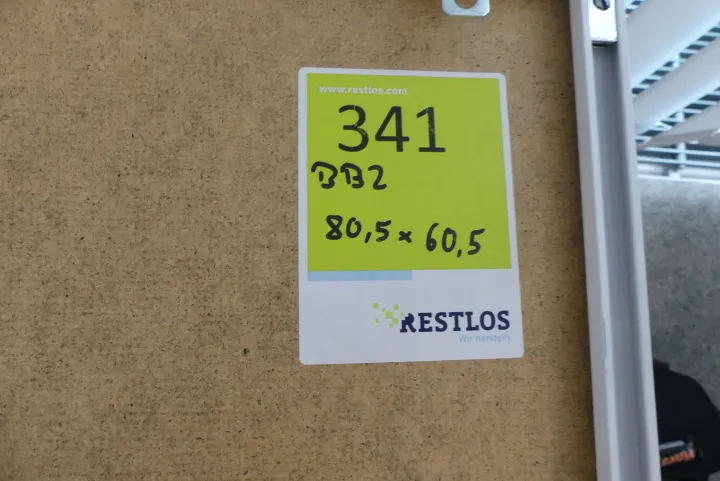 www.restlos.com
341
BB2
80,5 x 60,5
RESTLOS
Wir handeln.